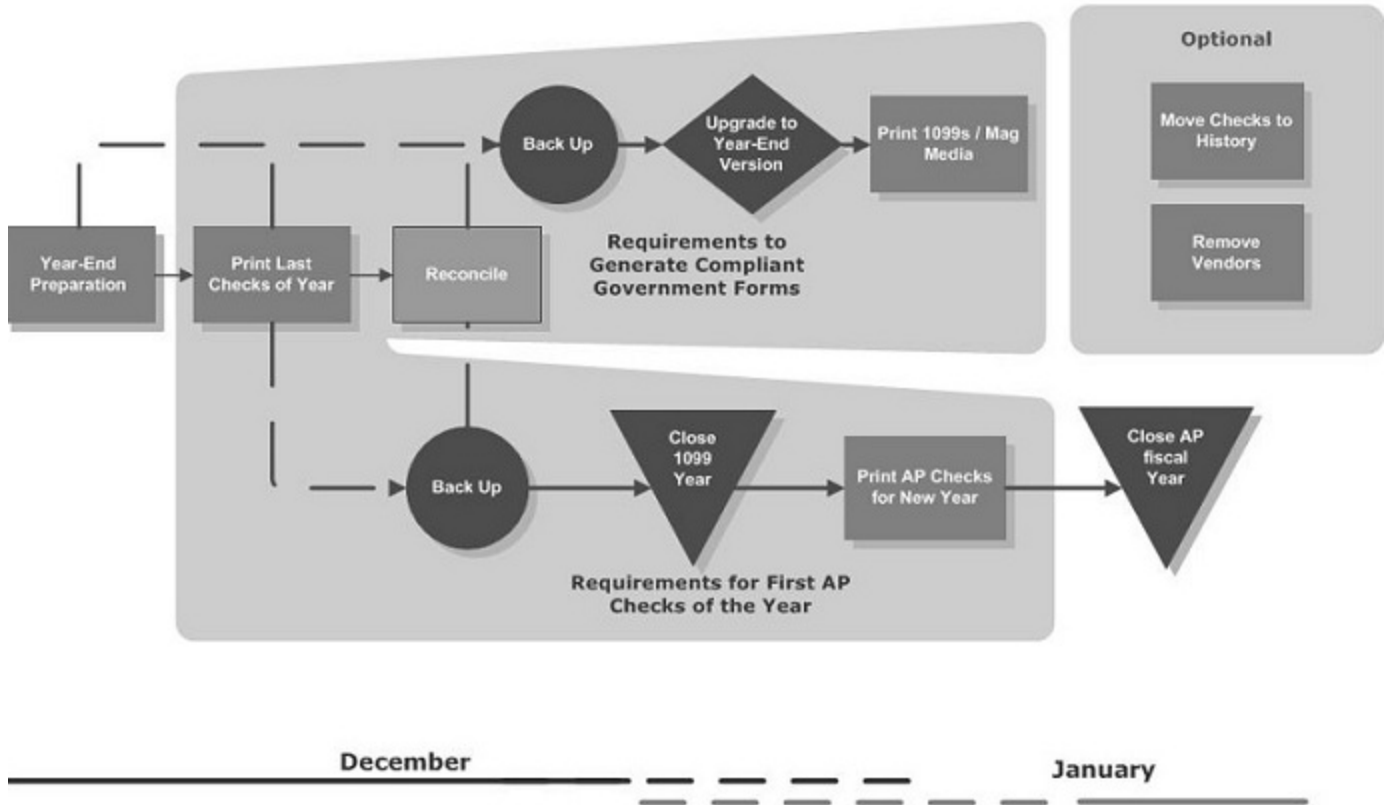 Optional
Back Up
Upgrade to
Year-End
Version
Print 1099s / Mag
Media
Move Checks to
History
Year-End
Preparation
Print Last
Checks of Year
Reconcile
Requirements to
Generate Compliant
Government Forms
Remove
Vendors
Back Up
Close
1099
Year
Print AP Checks
for New Year
Close AP
fiscal
Year
Requirements for First AP
Checks of the Year
December
January